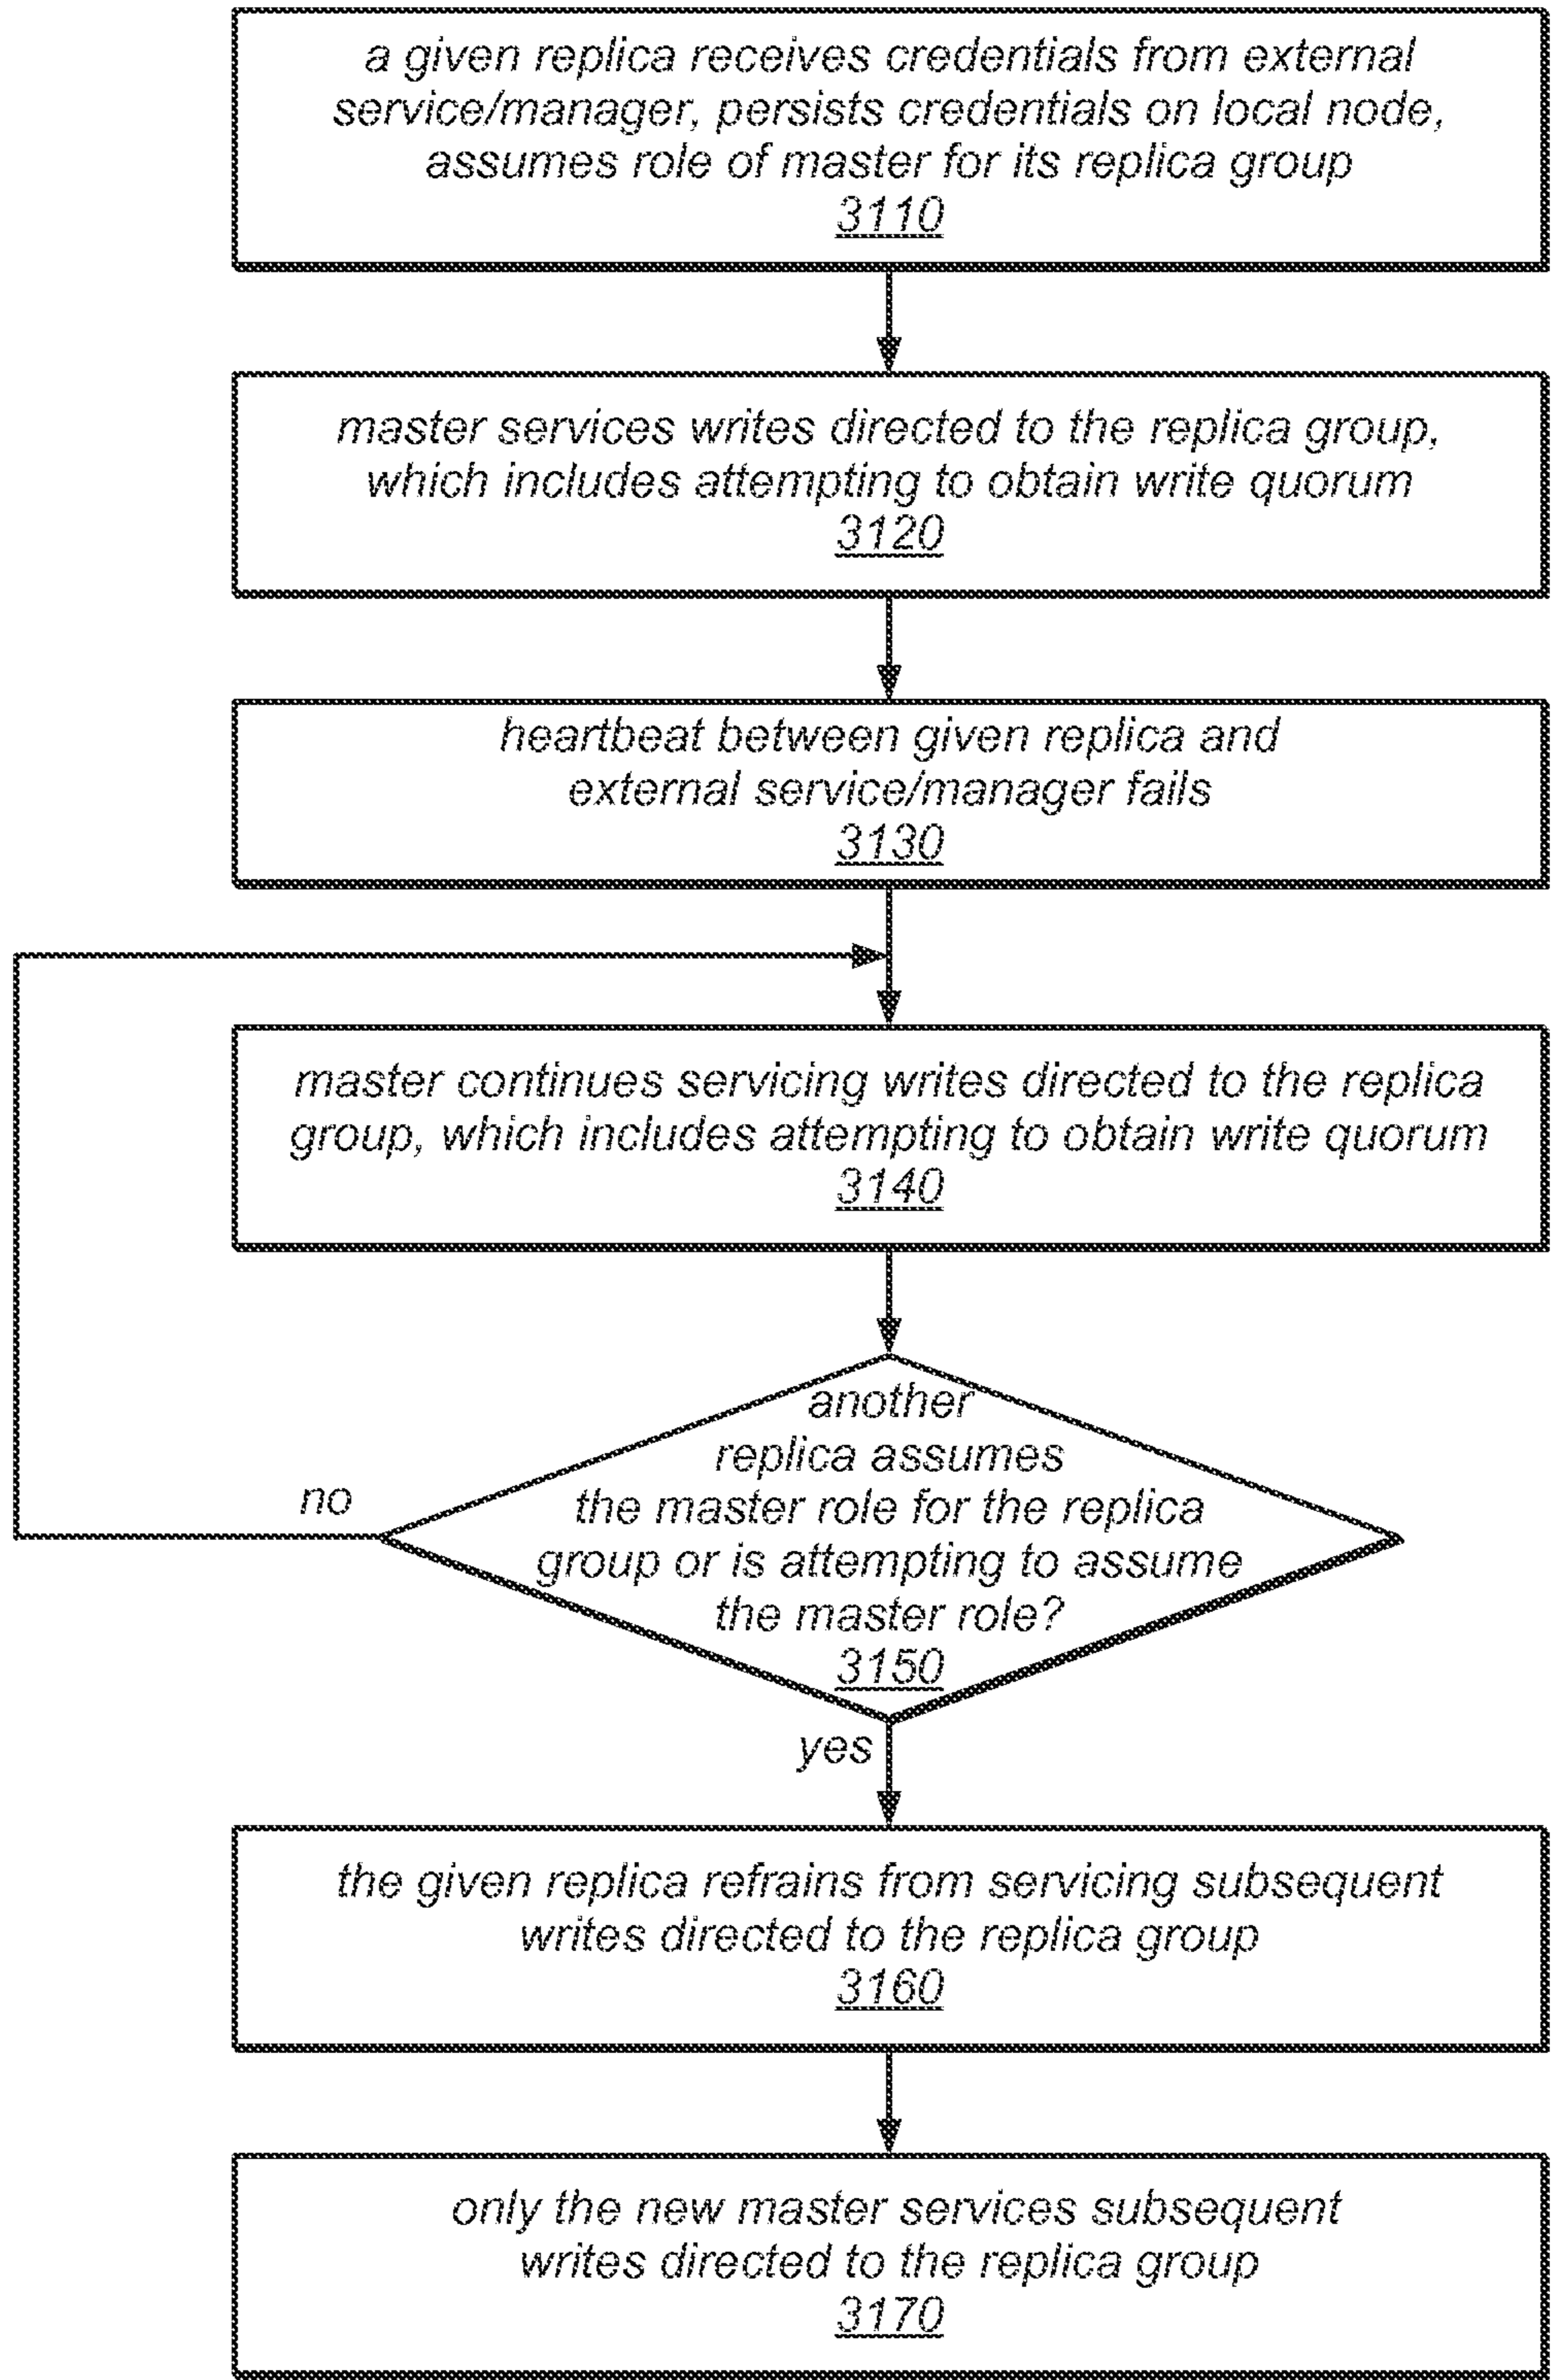 a given replica receives credentials from external
service/manager, persists credentials on local node,
assumes role of master for its replica group
3110
master services writes directed to the replica group,
which includes attempting to obtain write quorum
3120
heartbeat between given replica and
external service/manager fails
3130
master continues servicing writes directed to the replica
group, which includes attempting to obtain write quorum
3140
another
replica assumes
the master role for the replica
group or is attempting to assume
the master role?
3150
no
yes
the given replica refrains from servicing subsequent
writes directed to the replica group
3160
only the new master services subsequent
writes directed to the replica group
3170